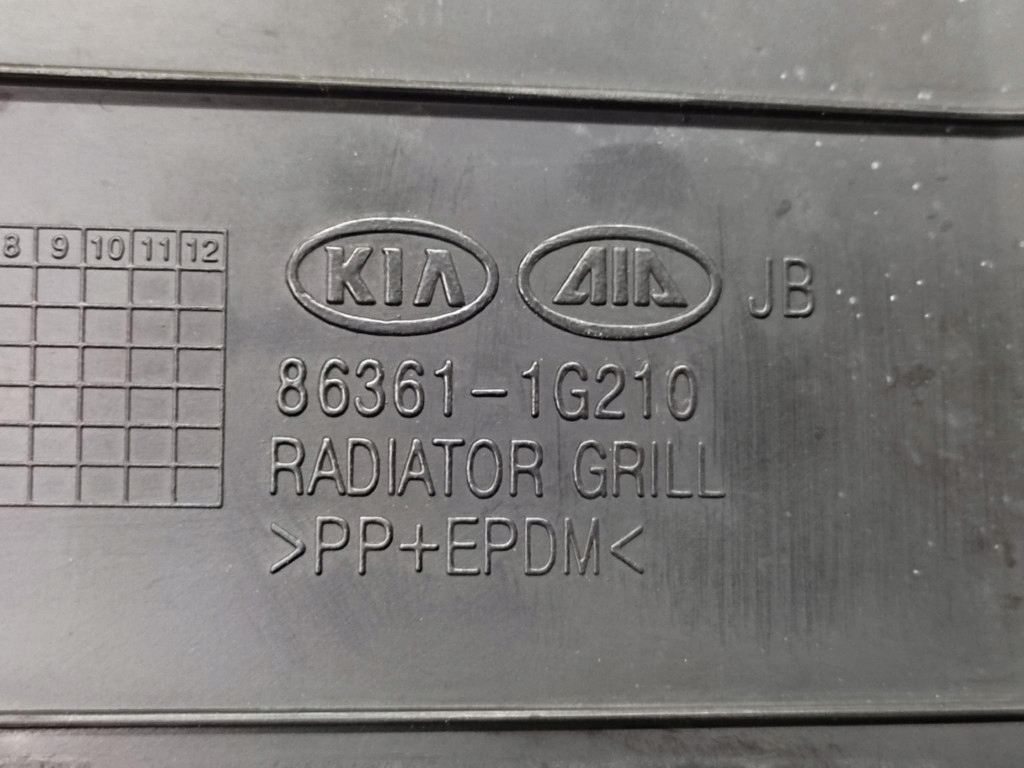 8 9 10 11 12
KIA AIA JB
86361-1G210
RADIATOR GRILL
>PP+EPDM<